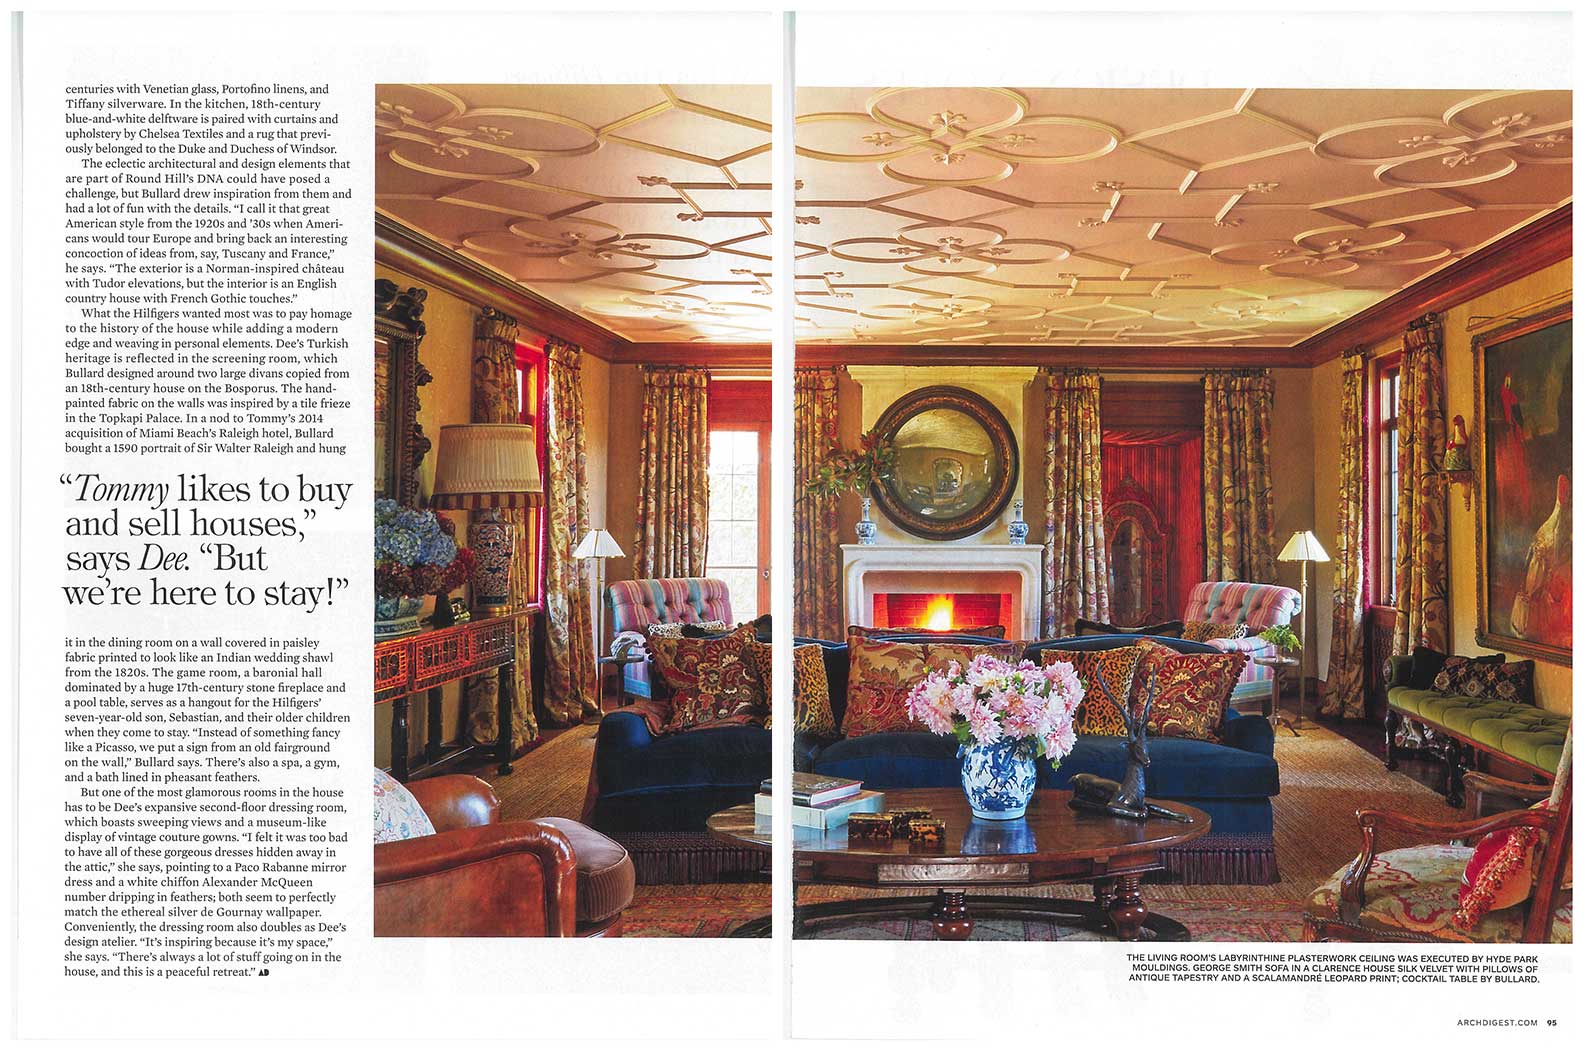 centuries with Venetian glass, Portofino linens, and
Tiffany silverware. In the kitchen, 18th-century
blue-and-white delftware is paired with curtains and
upholstery by Chelsea Textiles and a rug that previ-
ously belonged to the Duke and Duchess of Windsor.
The eclectic architectural and design elements that
are part of Round Hill’s DNA could have posed a
challenge, but Bullard drew inspiration from them and
had a lot of fun with the details. “I call it that great
American style from the 1920s and ’30s when Ameri-
cans would tour Europe and bring back an interesting
concoction of ideas from, say, Tuscany and France,”
he says. “The exterior is a Norman-inspired château
with Tudor elevations, but the interior is an English
country house with French Gothic touches.”
What the Hilfigers wanted most was to pay homage
to the history of the house while adding a modern
edge and weaving in personal elements. Dee’s Turkish
heritage is reflected in the screening room, which
Bullard designed around two large divans copied from
an 18th-century house on the Bosporus. The hand-
painted fabric on the walls was inspired by a tile frieze
in the Topkapi Palace. In a nod to Tommy’s 2014
acquisition of Miami Beach’s Raleigh hotel, Bullard
bought a 1590 portrait of Sir Walter Raleigh and hung
“Tommy likes to buy
and sell houses,”
says Dee. “But
we’re here to stay!”
it in the dining room on a wall covered in paisley
fabric printed to look like an Indian wedding shawl
from the 1820s. The game room, a baronial hall
dominated by a huge 17th-century stone fireplace and
a pool table, serves as a hangout for the Hilfigers’
seven-year-old son, Sebastian, and their older children
when they come to stay. “Instead of something fancy
like a Picasso, we put a sign from an old fairground
on the wall,” Bullard says. There’s also a spa, a gym,
and a bath lined in pheasant feathers.
But one of the most glamorous rooms in the house
has to be Dee’s expansive second-floor dressing room,
which boasts sweeping views and a museum-like
display of vintage couture gowns. “I felt it was too bad
to have all of these gorgeous dresses hidden away in
the attic,” she says, pointing to a Paco Rabanne mirror
dress and a white chiffon Alexander McQueen
number dripping in feathers; both seem to perfectly
match the ethereal silver de Gournay wallpaper.
Conveniently, the dressing room also doubles as Dee’s
design atelier. “It’s inspiring because it’s my space,”
she says. “There’s always a lot of stuff going on in the
house, and this is a peaceful retreat.” AD
THE LIVING ROOM’S LABYRINTHINE PLASTERWORK CEILING WAS EXECUTED BY HYDE PARK
MOULDINGS. GEORGE SMITH SOFA IN A CLARENCE HOUSE SILK VELVET WITH PILLOWS OF
ANTIQUE TAPESTRY AND A SCALAMANDRÉ LEOPARD PRINT; COCKTAIL TABLE BY BULLARD.
ARCHDIGEST.COM 95